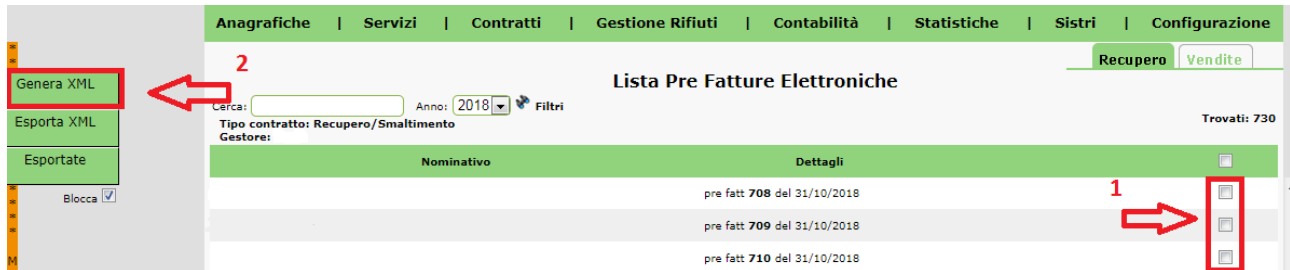 Anagrafiche | Servizi | Contratti | Gestione Rifiuti | Contabilità | Statistiche | Sistri | Configurazione
Recupero Vendite
2
Genera XML
Lista Pre Fatture Elettroniche
Cerca: Anno: 2018 Filtri
Esporta XML
Tipo contratto: Recupero/Smaltimento
Trovati: 730
Gestore:
Esportate
Nominativo Dettagli
Blocca
pre fatt 708 del 31/10/2018
1
pre fatt 709 del 31/10/2018
pre fatt 710 del 31/10/2018
M